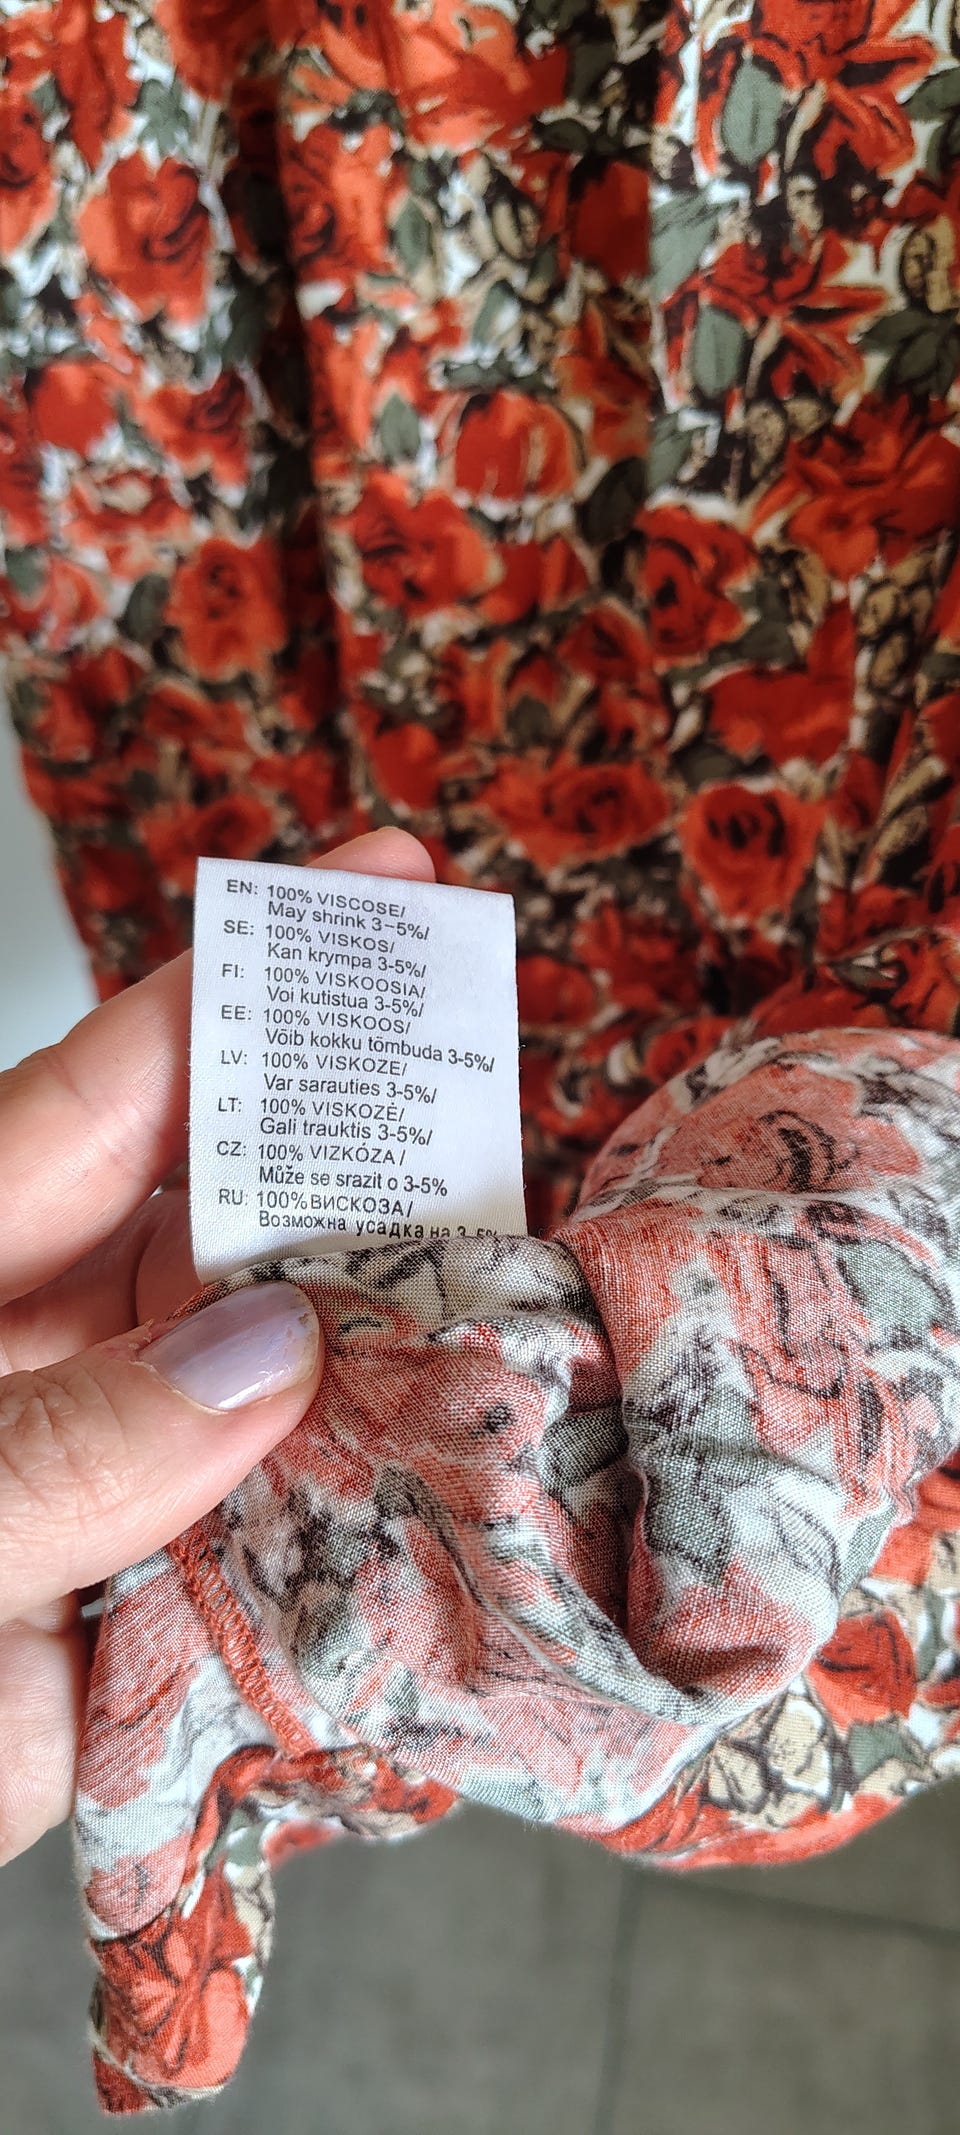 EN: 100% VISCOSE/
May shrink 3-5%/
SE: 100% VISKOS/
Kan krympa 3-5%/
FI: 100% VISKOOSIA/
Voi kutistua 3-5%/
EE: 100% VISKOOS/
Võib kokku tõmbuda 3-5%/
LV: 100% VISKOZE/
Var sarauties 3-5%/
LT: 100% VISKOZĖ/
Gali trauktis 3-5%/
CZ: 100% VIZKÓZA/
Může se srazit o 3-5%
RU: 100% ВИСКОЗА/
Возможна усадка на 3-5%